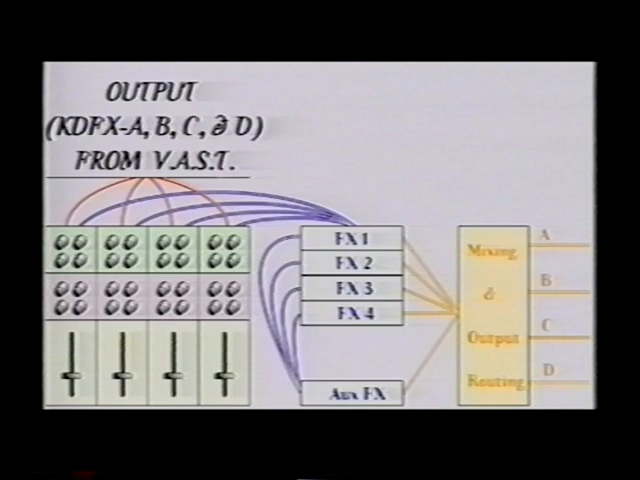 OUTPUT
(KDFX-A, B, C, & D)
FROM V.A.S.T.
FX 1
FX 2
FX 3
FX 4
Aux FX
Mixing
&
Output
Routing
A
B
C
D